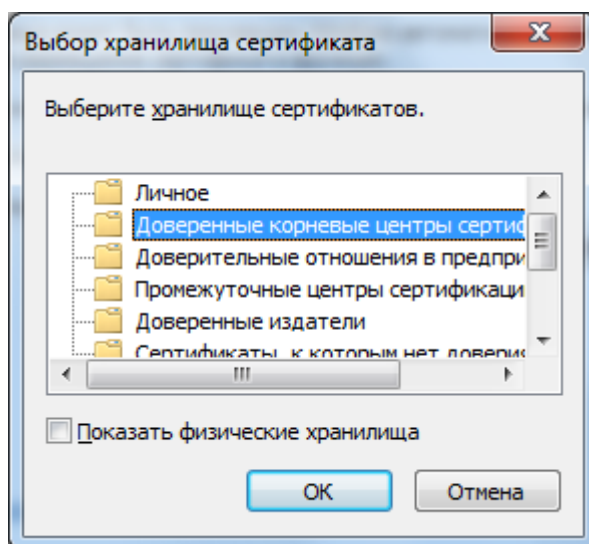 Выбор хранилища сертификата
Выберите хранилище сертификатов.
Личное
Доверенные корневые центры сертиф
Доверительные отношения в предпри
Промежуточные центры сертификаци
Доверенные издатели
Сертификаты, к которым нет доверия
Показать физические хранилища
ОК
Отмена